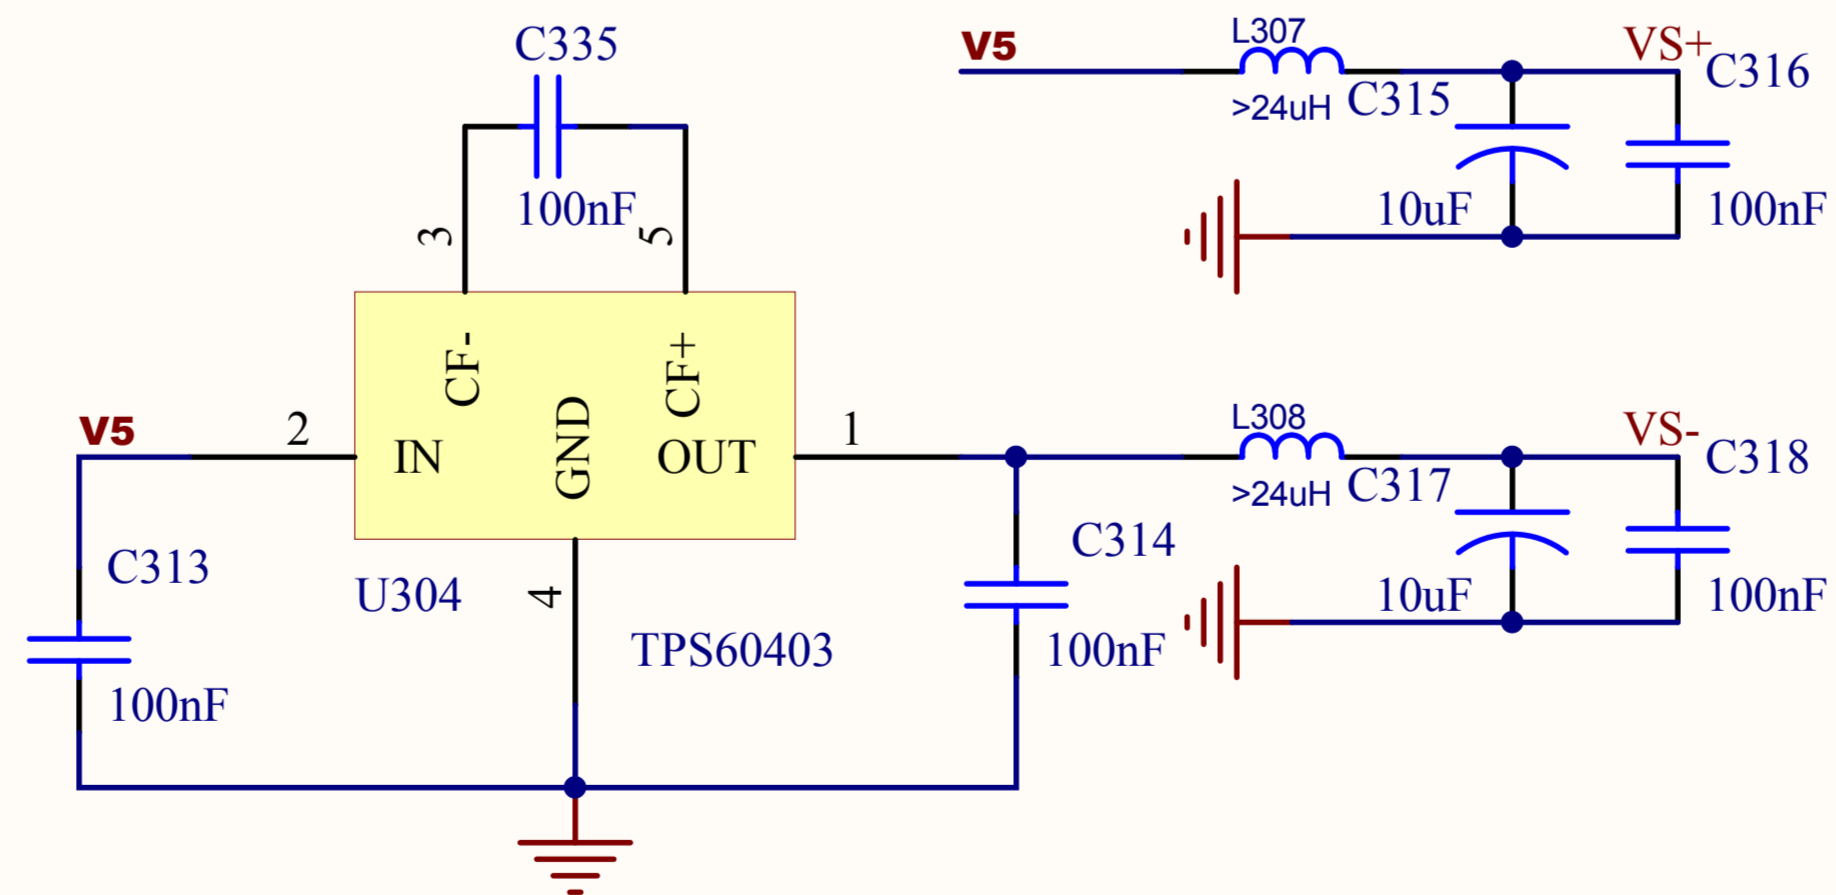 C335
100nF
3
5
CF-
CF+
GND
IN
OUT
V5
2
1
4
C313
100nF
U304
TPS60403
C314
100nF
V5
L307
>24uH
C315
10uF
VS+
C316
100nF
L308
>24uH
C317
10uF
VS-
C318
100nF